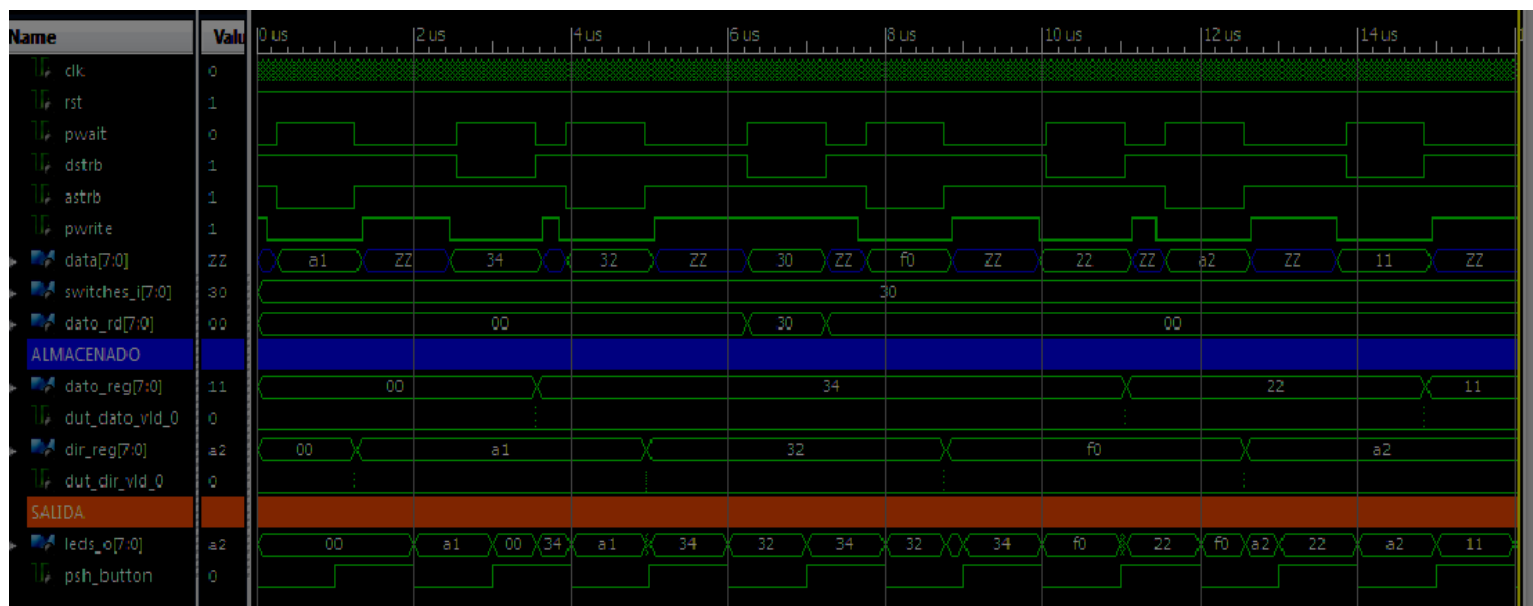 Name Valu 0 us 2 us 4 us 6 us 8 us 10 us 12 us 14 us
clk 0
rst 1
pwait 0
dstrb 1
astrb 1
pwrite 1
data[7:0] ZZ a1 ZZ 34 32 ZZ 30 ZZ f0 ZZ 22 ZZ a2 ZZ 11 ZZ
switches_i[7:0] 30 30
dato_rd[7:0] 00 00 30 00
ALMACENADO
dato_reg[7:0] 11 00 34 22 11
dut_dato_vld_0 0
dir_reg[7:0] a2 00 a1 32 f0 a2
dut_dir_vld_0 0
SALIDA
leds_o[7:0] a2 00 a1 00 34 a1 34 32 34 32 34 f0 22 f0 a2 22 a2 11
psh_button 0